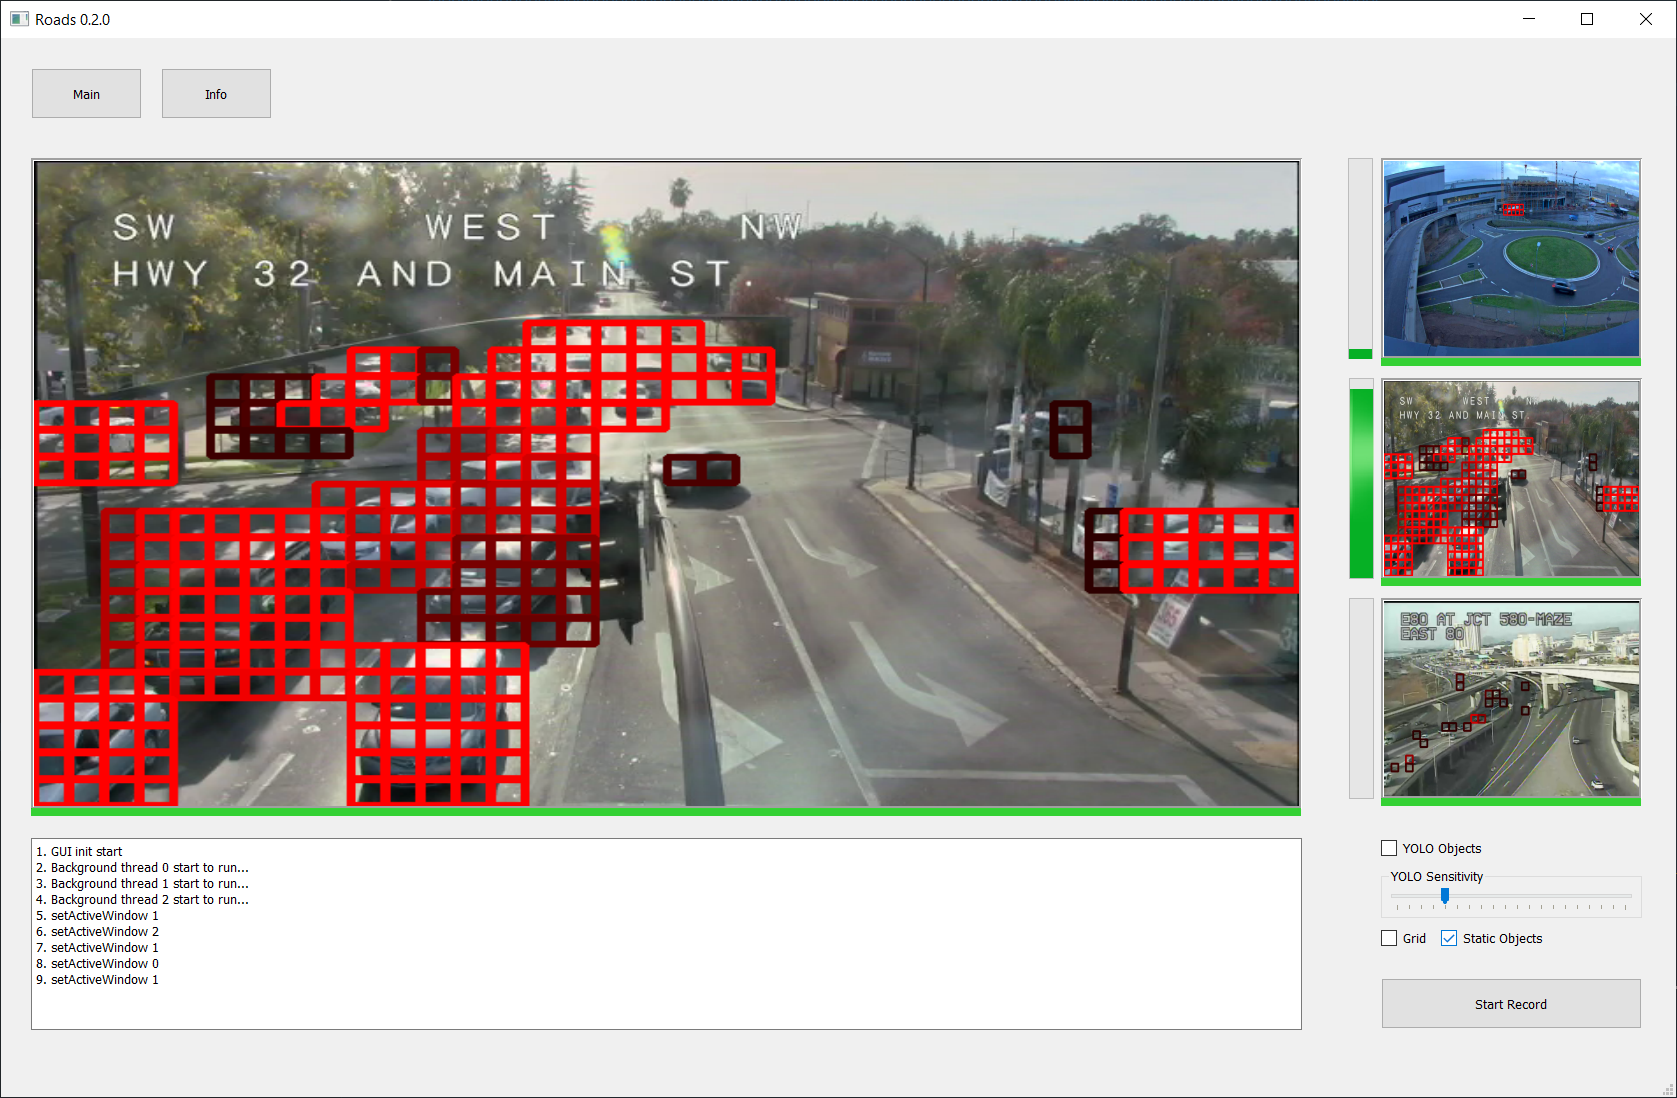 Roads 0.2.0
Main
Info
SW WEST NW
HWY 32 AND MAIN ST.
SW WEST NW
HWY 32 AND MAIN ST.
E80 AT JCT 580-MAZE
EAST 80
1. GUI init start
2. Background thread 0 start to run...
3. Background thread 1 start to run...
4. Background thread 2 start to run...
5. setActiveWindow 1
6. setActiveWindow 2
7. setActiveWindow 1
8. setActiveWindow 0
9. setActiveWindow 1
YOLO Objects
YOLO Sensitivity
Grid
Static Objects
Start Record